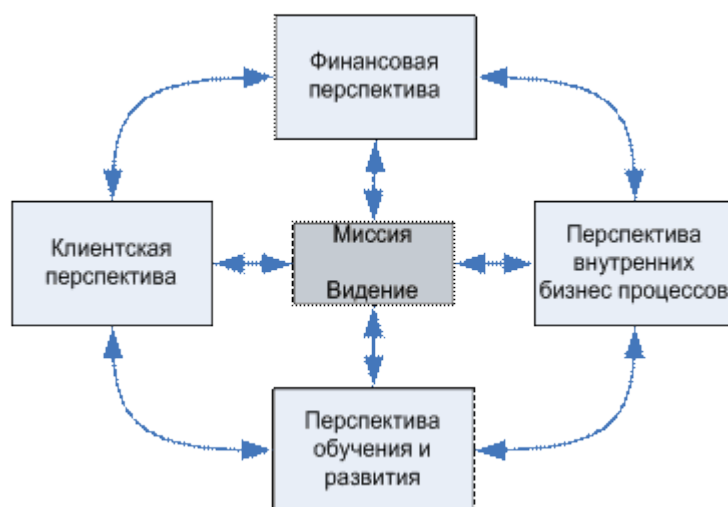 Финансовая
перспектива
Клиентская
перспектива
Миссия
Видение
Перспектива
внутренних
бизнес процессов
Перспектива
обучения и
развития